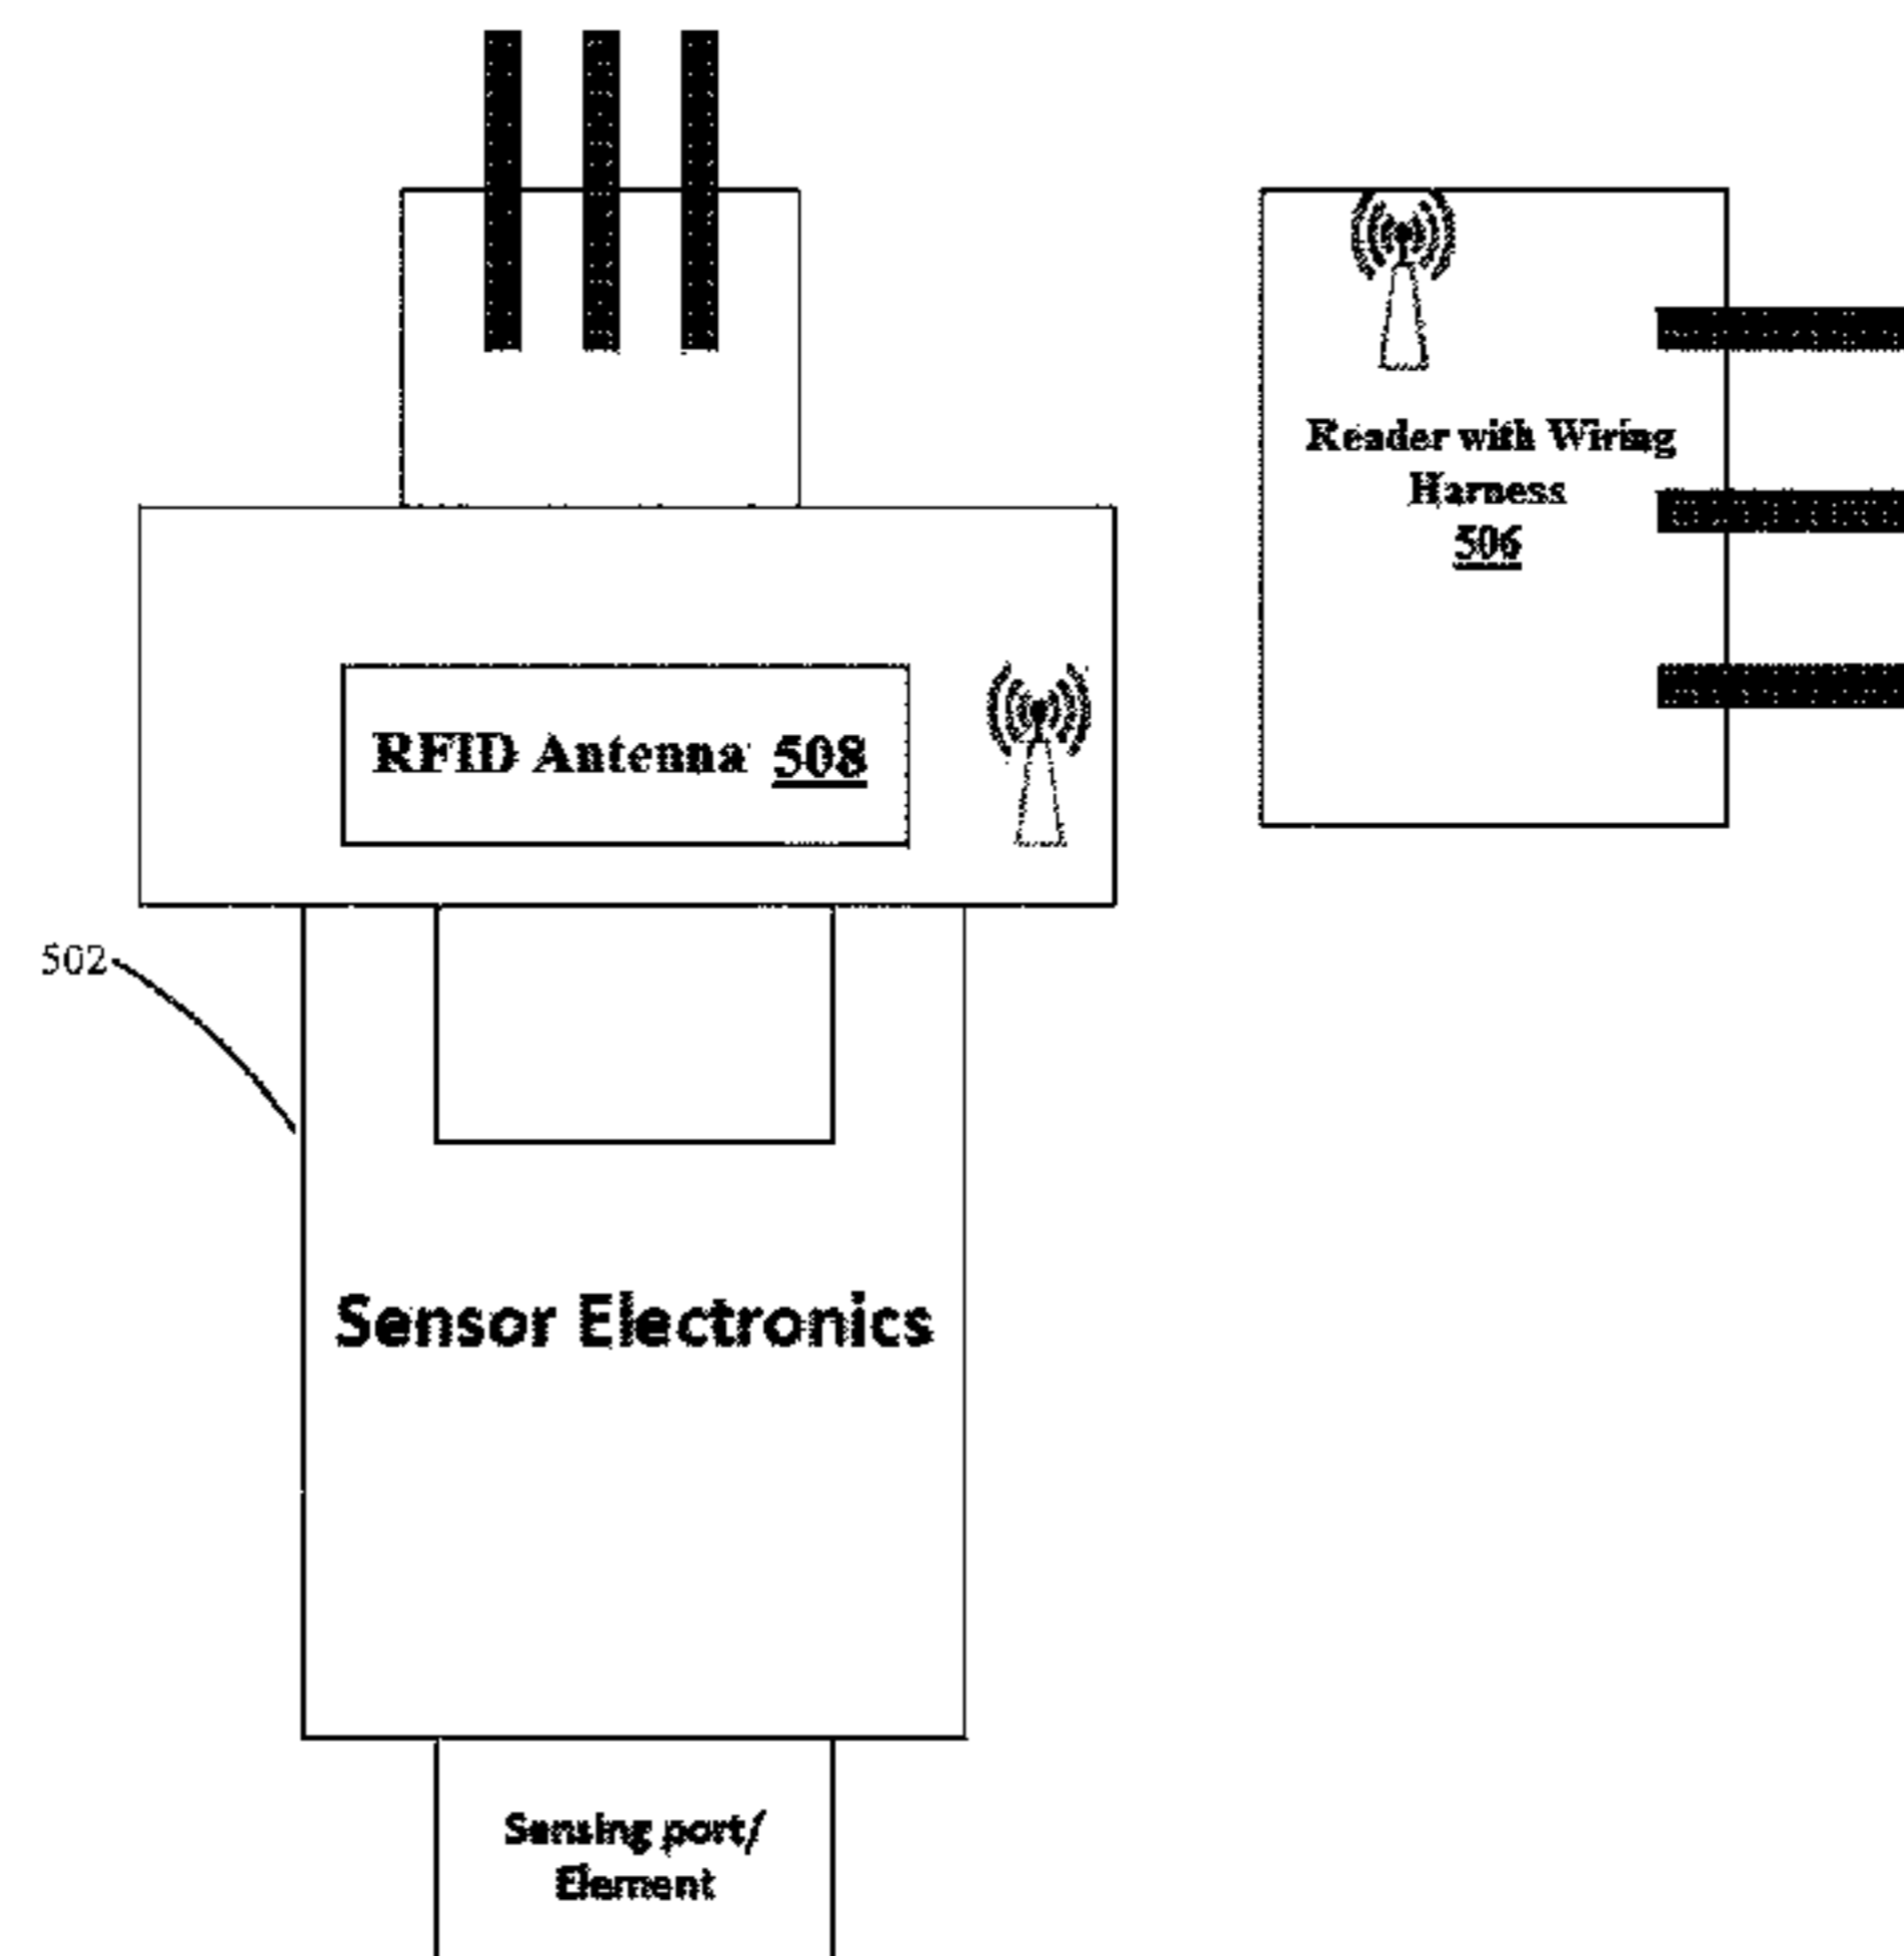 Reader with Wiring
Harness
506
RFID Antenna 508
502
Sensor Electronics
Sensing port/
Element